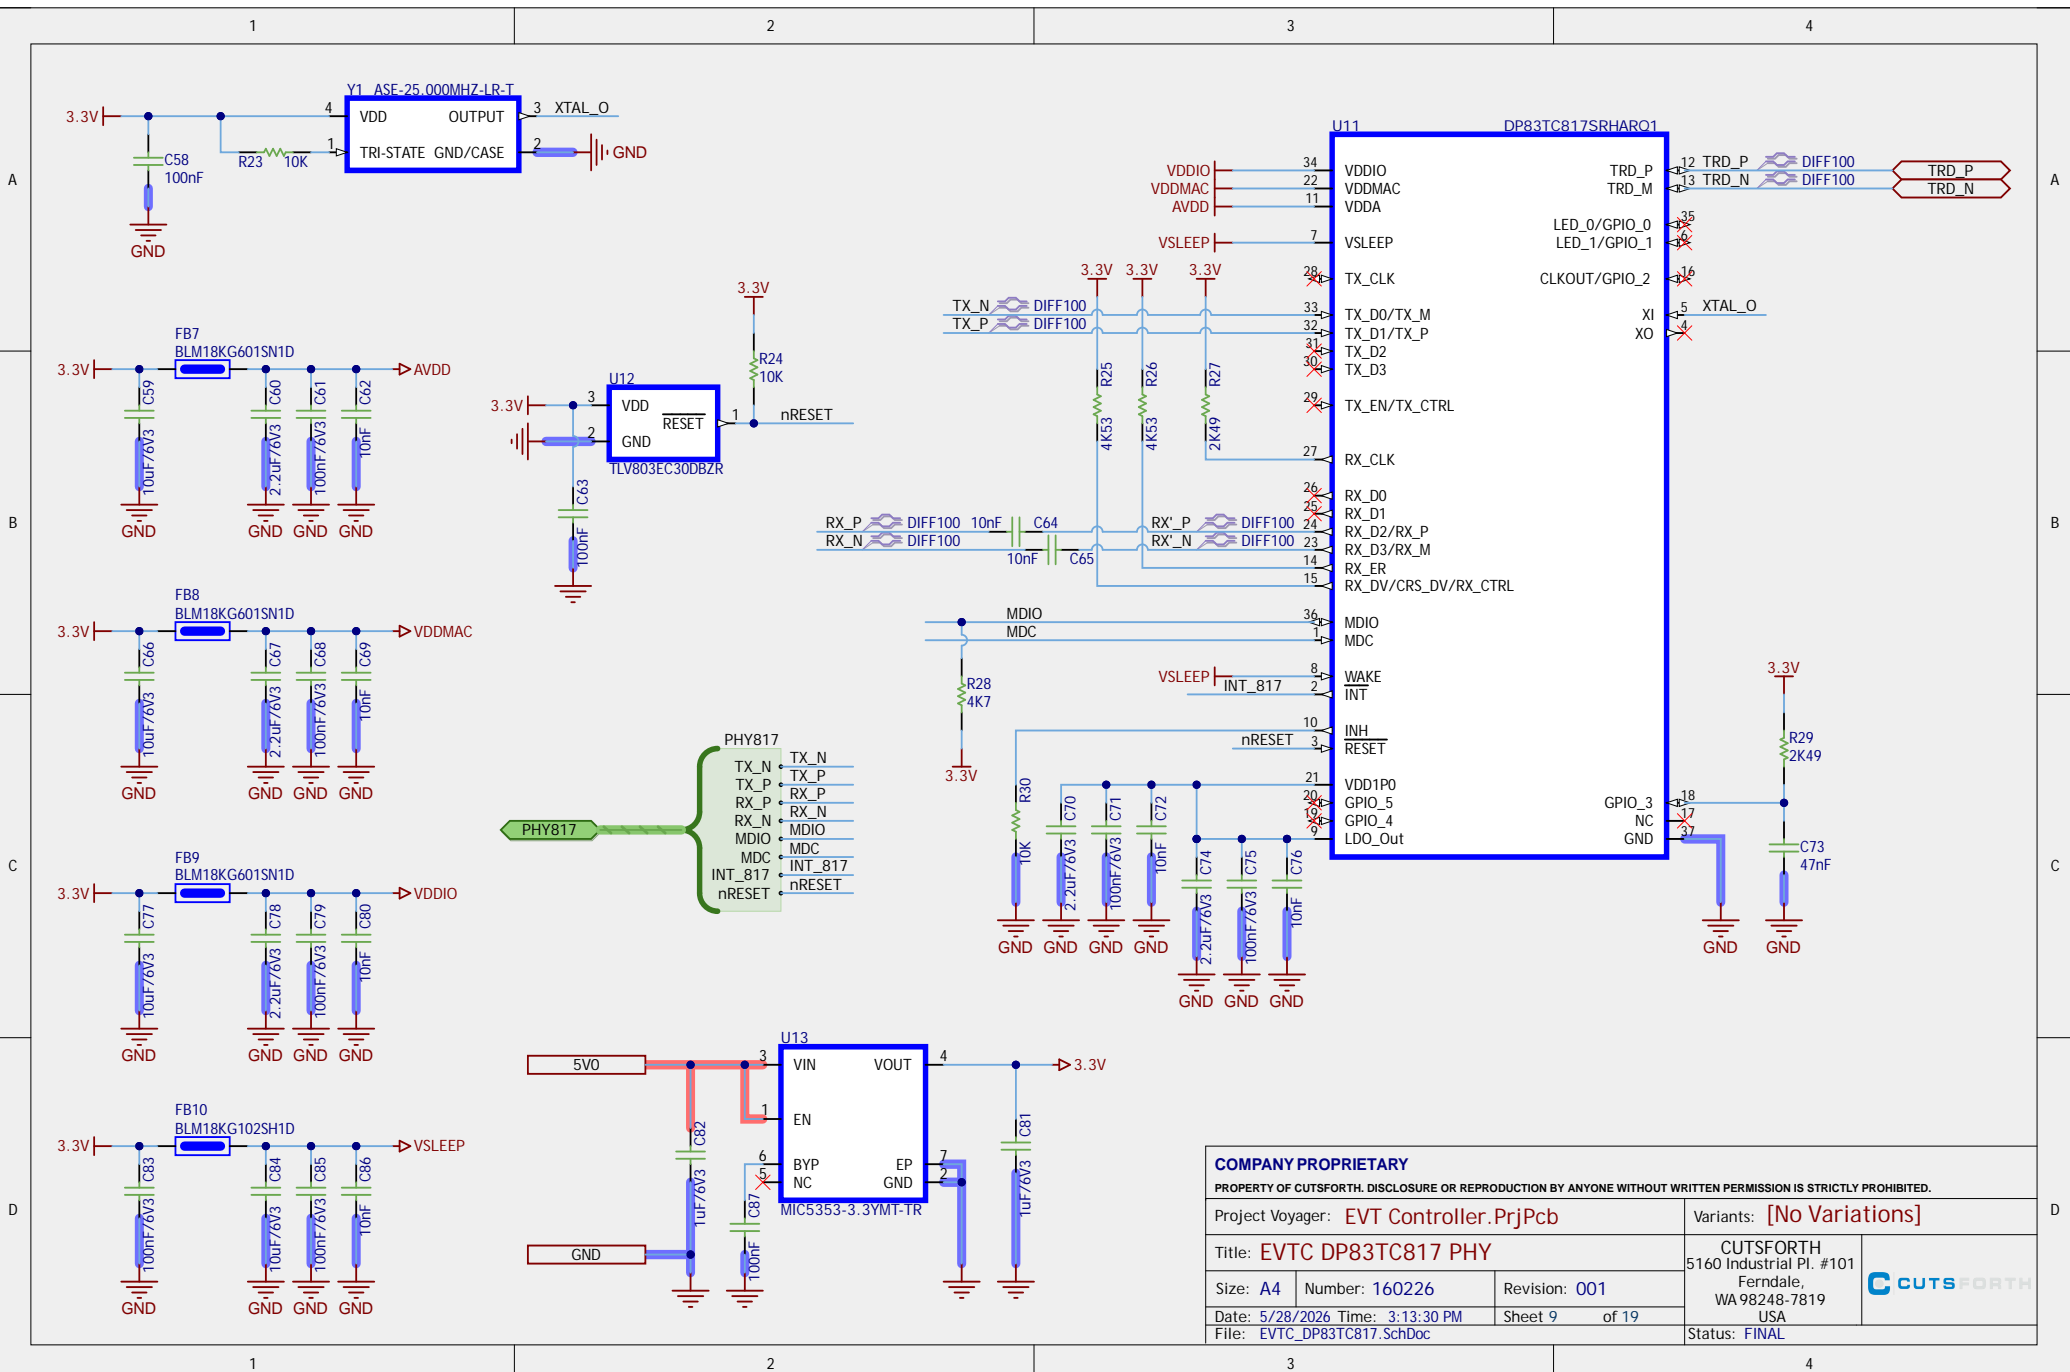 1
2
3
4
A
A
B
B
C
C
D
D
Y1 ASE-25.000MHZ-LR-T
3.3V
4 VDD OUTPUT 3 XTAL_O
1 TRI-STATE GND/CASE 2 GND
C58
100nF
R23 10K
GND
FB7
BLM18KG601SN1D
3.3V
AVDD
C59
10uF/6V3
C60
2.2uF/6V3
C61
100nF/6V3
C62
10nF
GND GND GND GND
FB8
BLM18KG601SN1D
3.3V
VDDMAC
C66
10uF/6V3
C67
2.2uF/6V3
C68
100nF/6V3
C69
10nF
GND GND GND GND
FB9
BLM18KG601SN1D
3.3V
VDDIO
C77
10uF/6V3
C78
2.2uF/6V3
C79
100nF/6V3
C80
10nF
GND GND GND GND
FB10
BLM18KG102SH1D
3.3V
VSLEEP
C83
100nF/6V3
C84
10uF/6V3
C85
100nF/6V3
C86
10nF
GND GND GND GND
3.3V
R24
10K
U12
3.3V
3 VDD
RESET 1 nRESET
2 GND
TLV803EC30DBZR
C63
100nF
PHY817
PHY817
TX_N TX_N
TX_P TX_P
RX_P RX_P
RX_N RX_N
MDIO MDIO
MDC MDC
INT_817 INT_817
nRESET nRESET
U13
5V0
3 VIN VOUT 4 3.3V
1 EN
6 BYP EP 7
5 NC GND 2
MIC5353-3.3YMT-TR
C82
1uF/6V3
C87
100nF
C81
1uF/6V3
GND
U11 DP83TC817SRHARQ1
VDDIO 34 VDDIO
VDDMAC 22 VDDMAC
AVDD 11 VDDA
VSLEEP 7 VSLEEP
28 TX_CLK
TX_N DIFF100 33 TX_D0/TX_M
TX_P DIFF100 32 TX_D1/TX_P
31 TX_D2
30 TX_D3
29 TX_EN/TX_CTRL
27 RX_CLK
26 RX_D0
25 RX_D1
RX_P DIFF100 10nF C64 RX'_P DIFF100 24 RX_D2/RX_P
RX_N DIFF100 10nF C65 RX'_N DIFF100 23 RX_D3/RX_M
14 RX_ER
15 RX_DV/CRS_DV/RX_CTRL
MDIO 36 MDIO
MDC 1 MDC
VSLEEP 8 WAKE
INT_817 2 INT
10 INH
nRESET 3 RESET
21 VDD1P0
20 GPIO_5
19 GPIO_4
9 LDO_Out
3.3V 3.3V 3.3V
R25
4K53
R26
4K53
R27
2K49
R28
4K7
3.3V
R30
10K
C70
2.2uF/6V3
C71
100nF/6V3
C72
10nF
C74
2.2uF/6V3
C75
100nF/6V3
C76
10nF
GND GND GND GND
GND GND GND
TRD_P 12 TRD_P DIFF100 TRD_P
TRD_M 13 TRD_N DIFF100 TRD_N
LED_0/GPIO_0 35
LED_1/GPIO_1 6
CLKOUT/GPIO_2 16
XI 5 XTAL_O
XO 4
3.3V
R29
2K49
GPIO_3 18
NC 17
GND 37
C73
47nF
GND GND
COMPANY PROPRIETARY
PROPERTY OF CUTSFORTH. DISCLOSURE OR REPRODUCTION BY ANYONE WITHOUT WRITTEN PERMISSION IS STRICTLY PROHIBITED.
Project Voyager: EVT Controller.PrjPcb
Variants: [No Variations]
Title: EVTC DP83TC817 PHY
Size: A4 Number: 160226 Revision: 001
Date: 5/28/2026 Time: 3:13:30 PM Sheet 9 of 19
File: EVTC_DP83TC817.SchDoc
CUTSFORTH
5160 Industrial Pl. #101
Ferndale,
WA 98248-7819
USA
Status: FINAL
CUTSFORTH
1
2
3
4